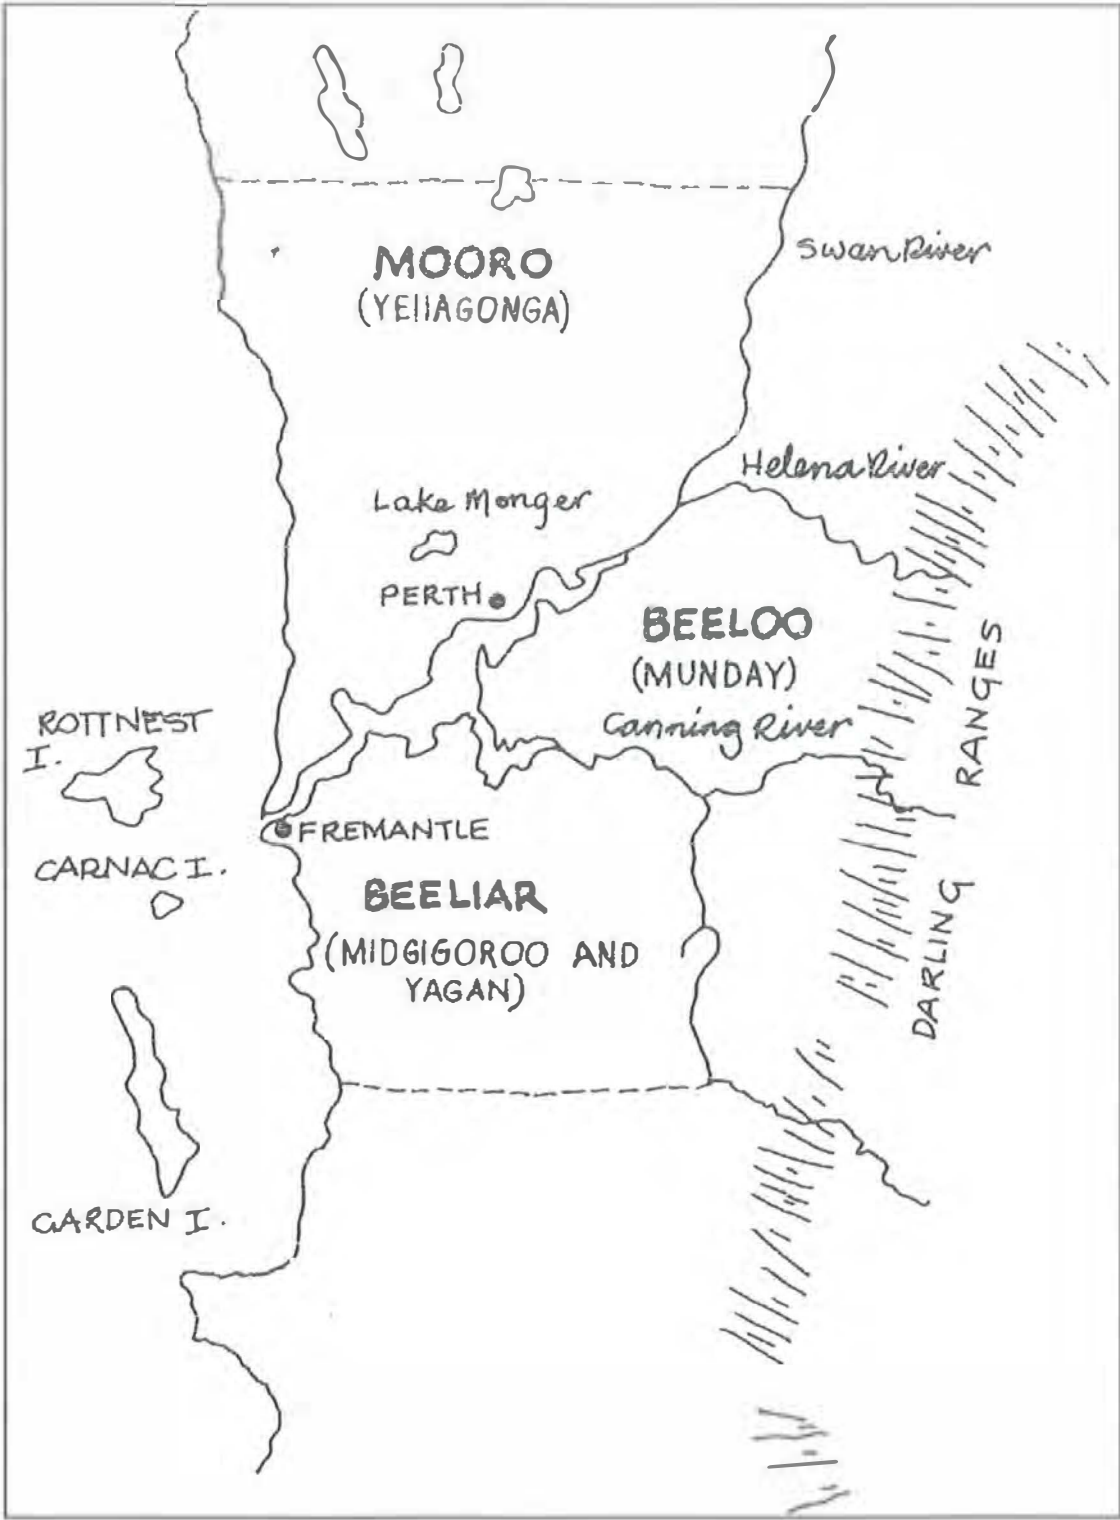 MOORO
(YEllAGONGA)
Swan River
Helena River
Lake Monger
PERTH
BEELOO
(MUNDAY)
Canning River
RANGES
ROTTNEST
I.
FREMANTLE
CARNAC I.
BEELIAR
(MIDGIGOROO AND
YAGAN)
DARLING
GARDEN I.